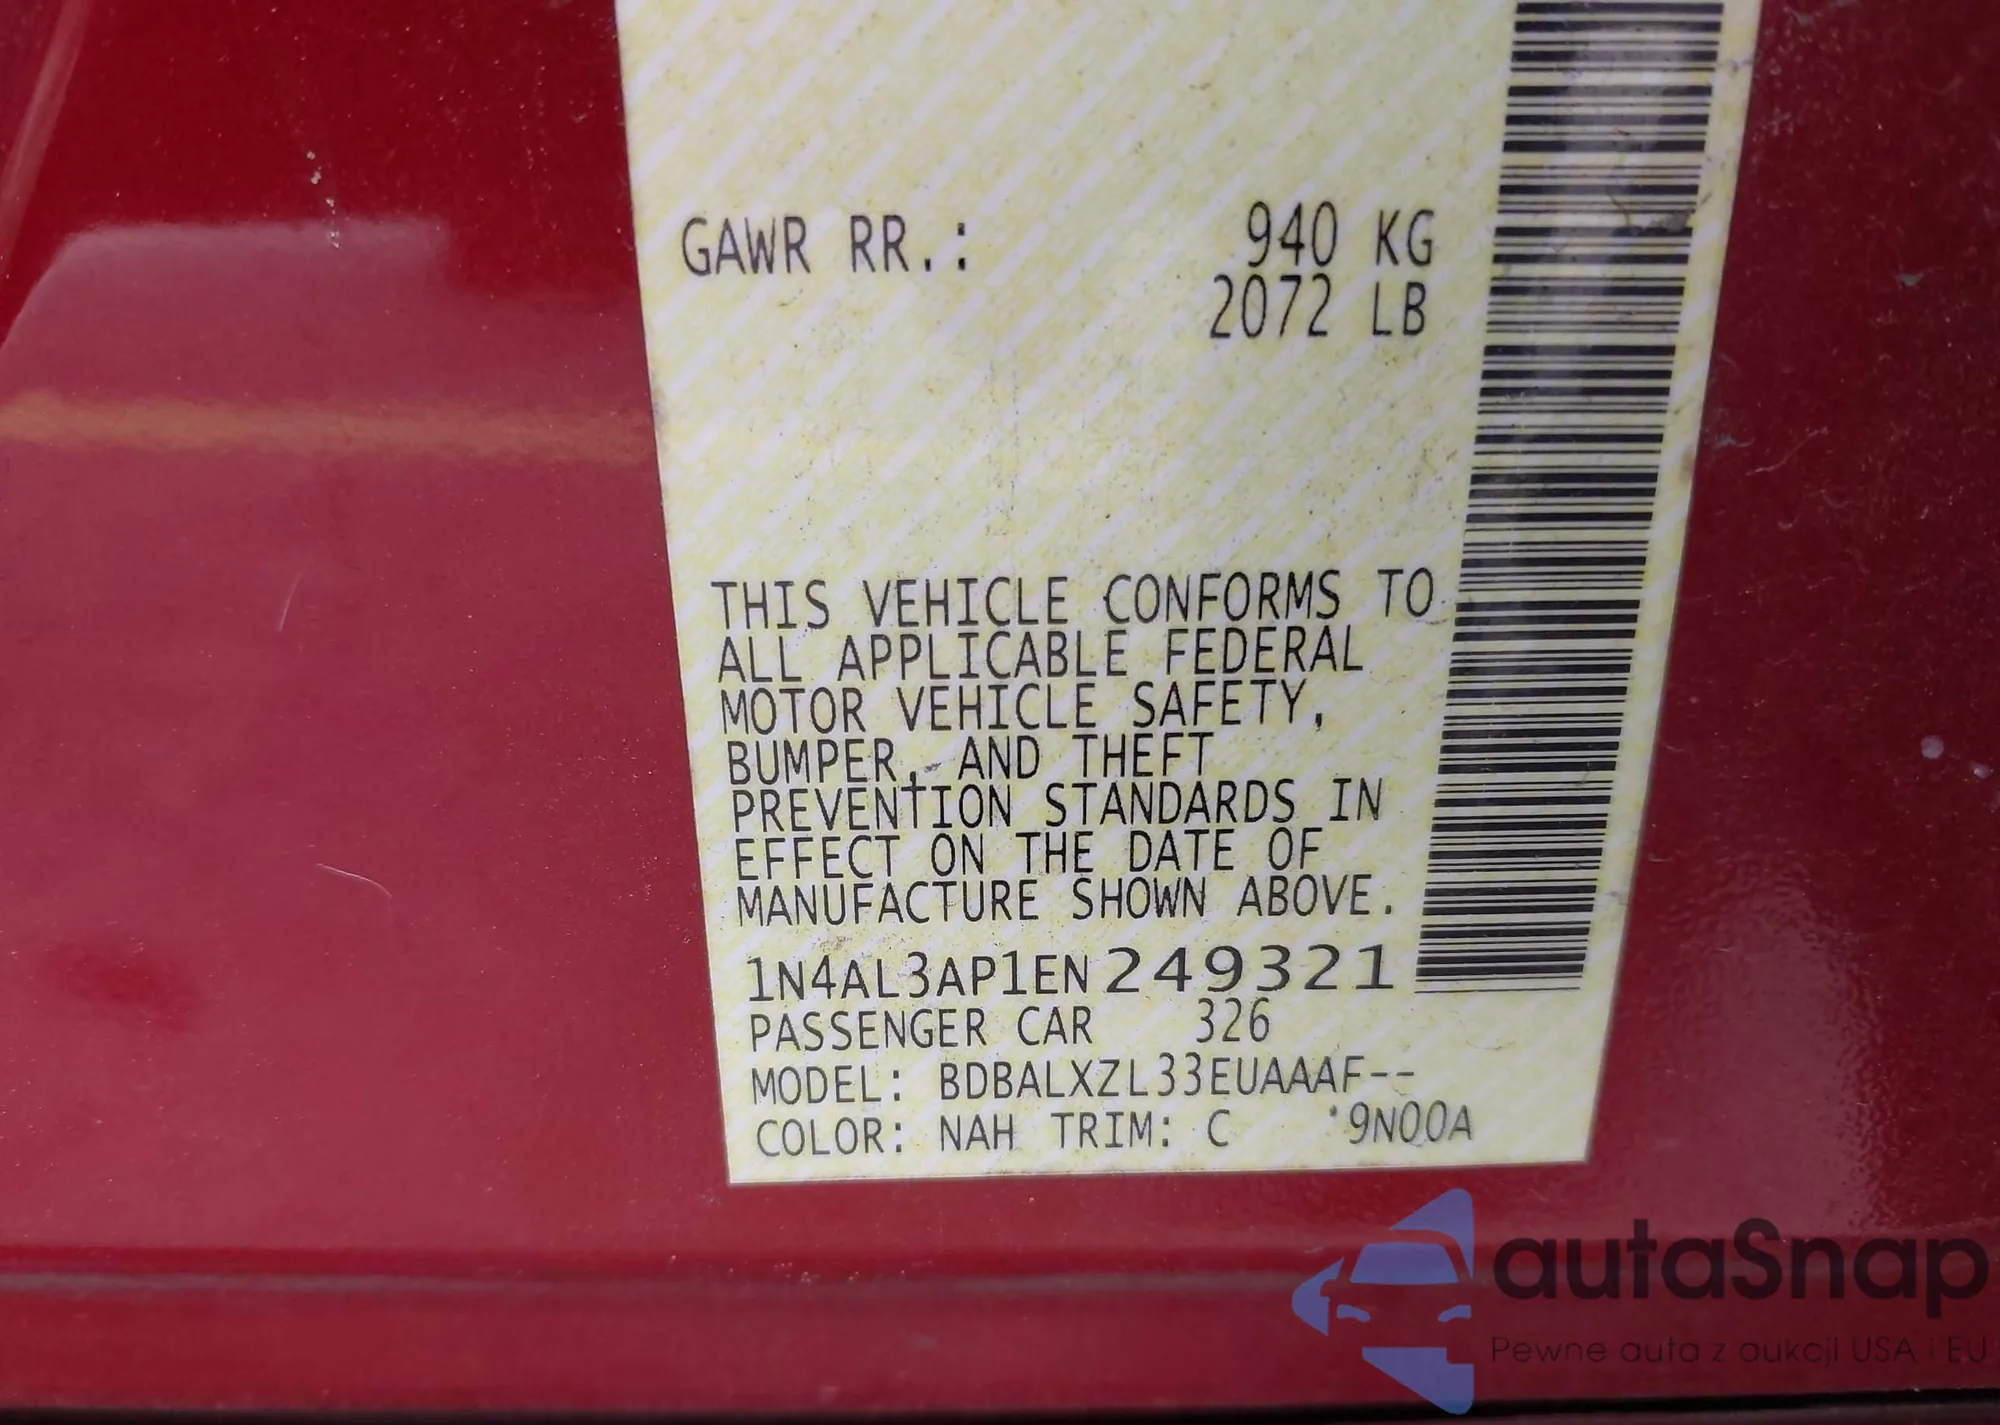 GAWR RR.: 940 KG
2072 LB
THIS VEHICLE CONFORMS TO
ALL APPLICABLE FEDERAL
MOTOR VEHICLE SAFETY,
BUMPER, AND THEFT
PREVENTION STANDARDS IN
EFFECT ON THE DATE OF
MANUFACTURE SHOWN ABOVE.
1N4AL3AP1EN249321
PASSENGER CAR 326
MODEL: BDBALXZL33EUAAAF--
COLOR: NAH TRIM: C '9N00A
autaSnap
Pewne auta z aukcji USA i EU